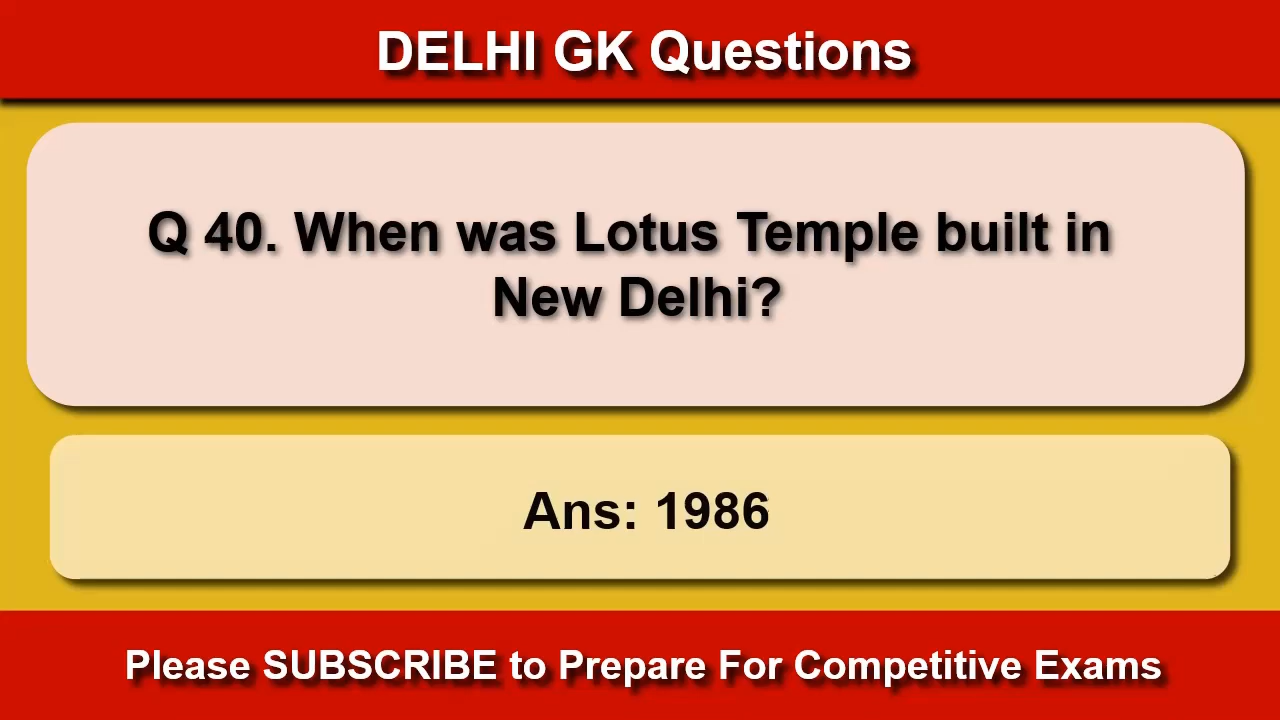 DELHI GK Questions
Q 40. When was Lotus Temple built in
New Delhi?
Ans: 1986
Please SUBSCRIBE to Prepare For Competitive Exams